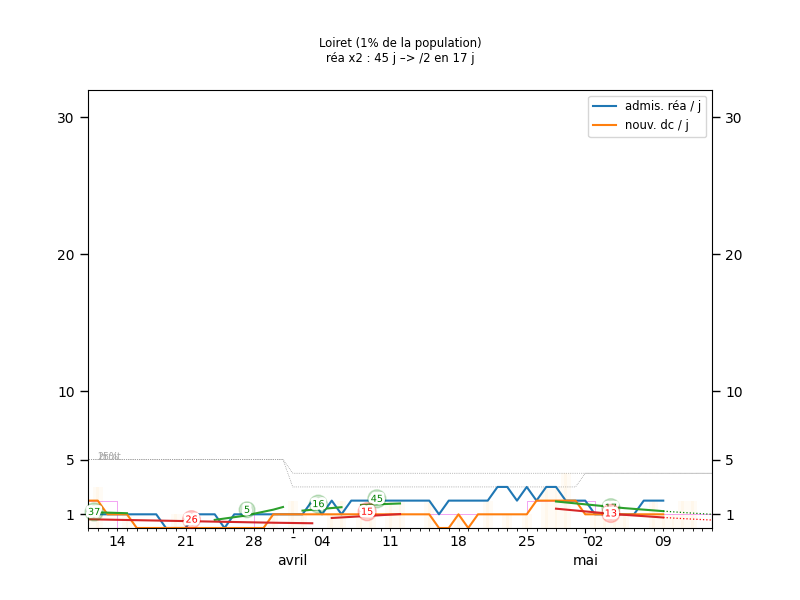 Loiret (1% de la population)
réa x2 : 45 j –> /2 en 17 j
admis. réa / j
nouv. dc / j
30 30
20 20
10 10
5 5
1 1
37
26
5
16
45
15
13
14 21 28 - 04 11 18 25 02 09
avril mai